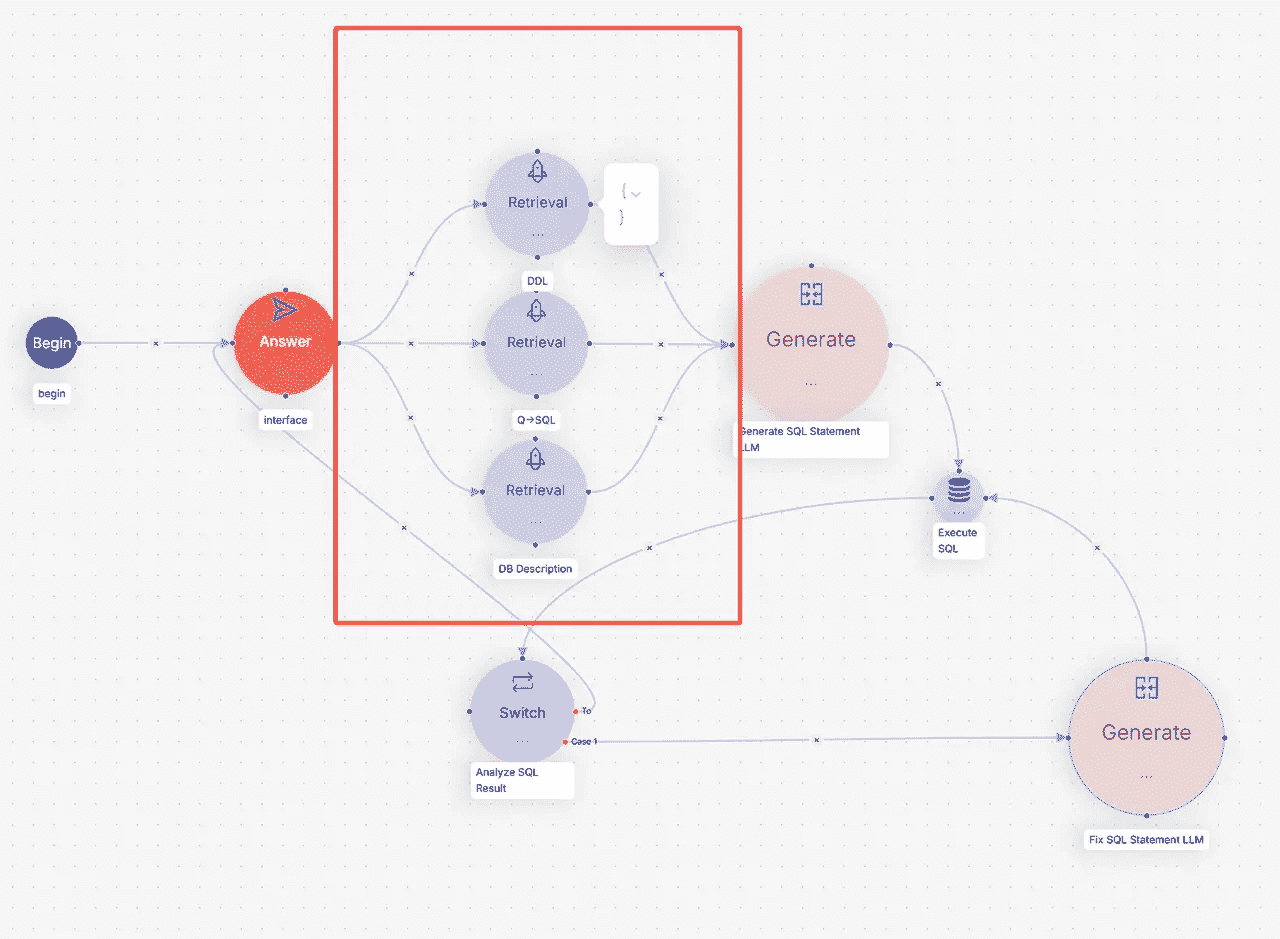 Retrieval
...
{
}
DDL
Begin
begin
Answer
interface
Retrieval
...
Q→SQL
Generate
...
Generate SQL Statement
LLM
Retrieval
...
DB Description
...
Execute
SQL
Switch
...
To
Case 1
Analyze SQL
Result
Generate
...
Fix SQL Statement LLM